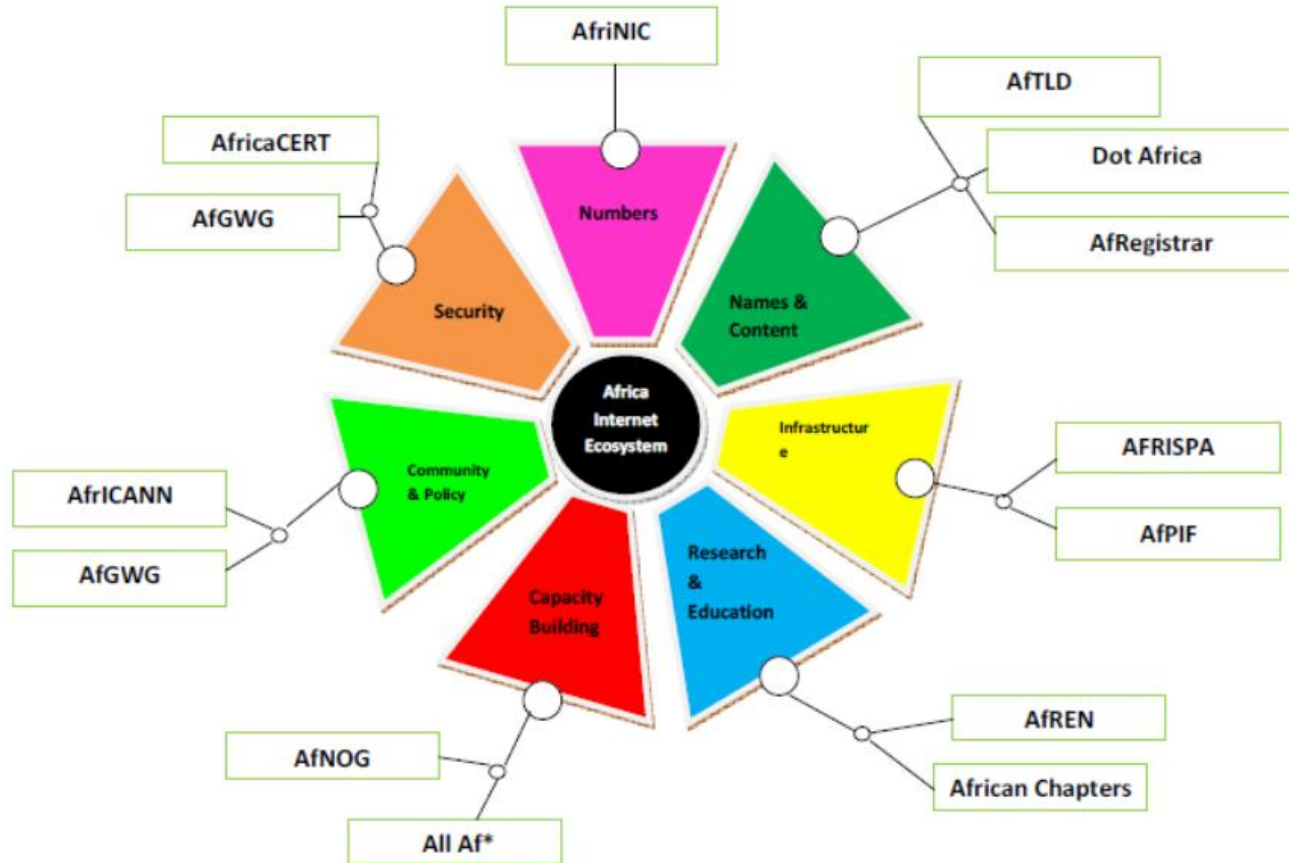 AfriNIC
AfTLD
Dot Africa
AfRegistrar
AfricaCERT
AfGWG
Numbers
Names &
Content
Security
Africa
Internet
Ecosystem
Infrastructur
e
Community
& Policy
Capacity
Building
Research
&
Education
AFRISPA
AfPIF
AfrICANN
AfGWG
AfREN
African Chapters
AfNOG
All Af*